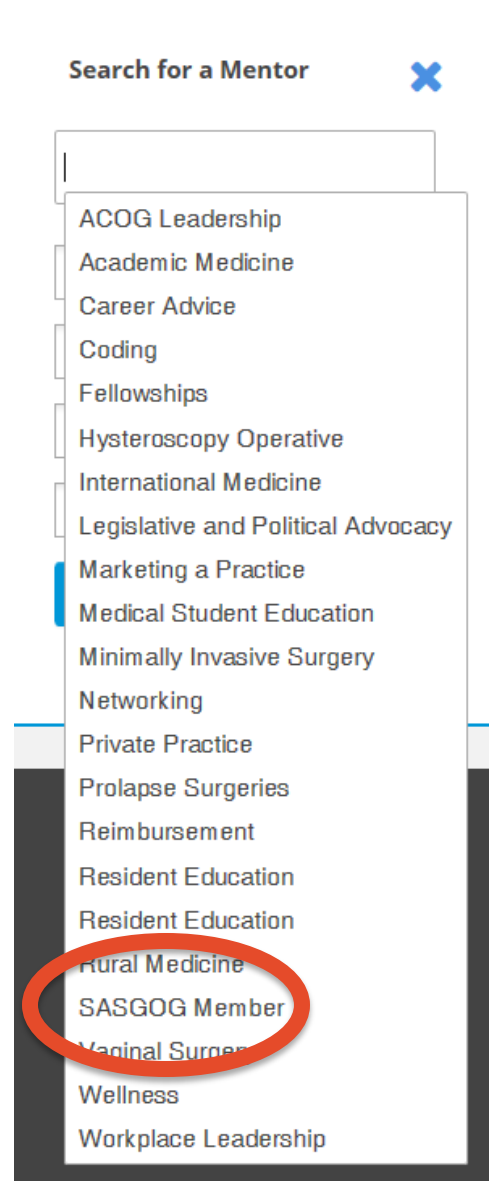 Search for a Mentor
ACOG Leadership
Academic Medicine
Career Advice
Coding
Fellowships
Hysteroscopy Operative
International Medicine
Legislative and Political Advocacy
Marketing a Practice
Medical Student Education
Minimally Invasive Surgery
Networking
Private Practice
Prolapse Surgeries
Reimbursement
Resident Education
Resident Education
Rural Medicine
SASGOG Member
Vaginal Surgery
Wellness
Workplace Leadership